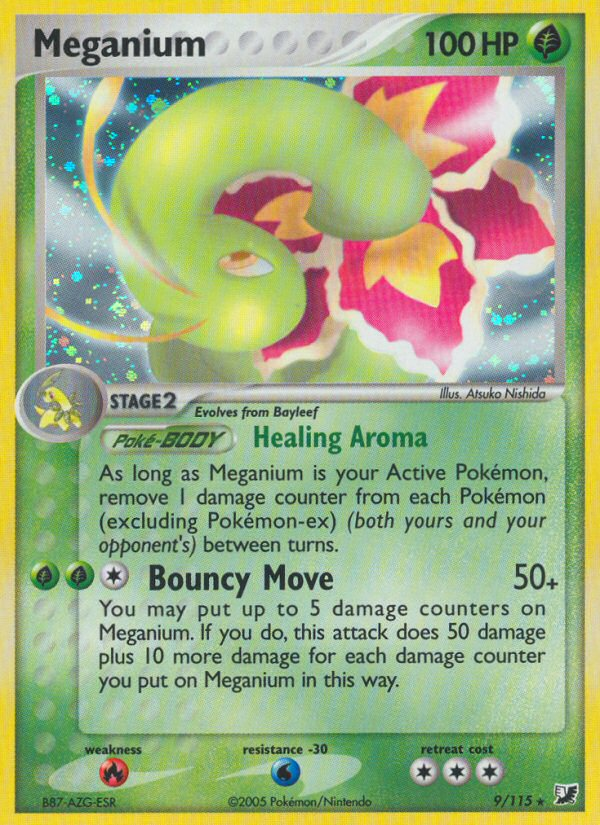 Meganium 100 HP
Illus. Atsuko Nishida
STAGE2
Evolves from Bayleef
Poké-BODY Healing Aroma
As long as Meganium is your Active Pokémon,
remove 1 damage counter from each Pokémon
(excluding Pokémon-ex) (both yours and your
opponent's) between turns.
Bouncy Move 50+
You may put up to 5 damage counters on
Meganium. If you do, this attack does 50 damage
plus 10 more damage for each damage counter
you put on Meganium in this way.
weakness resistance -30 retreat cost
B87-AZG-ESR ©2005 Pokémon/Nintendo 9/115 ★